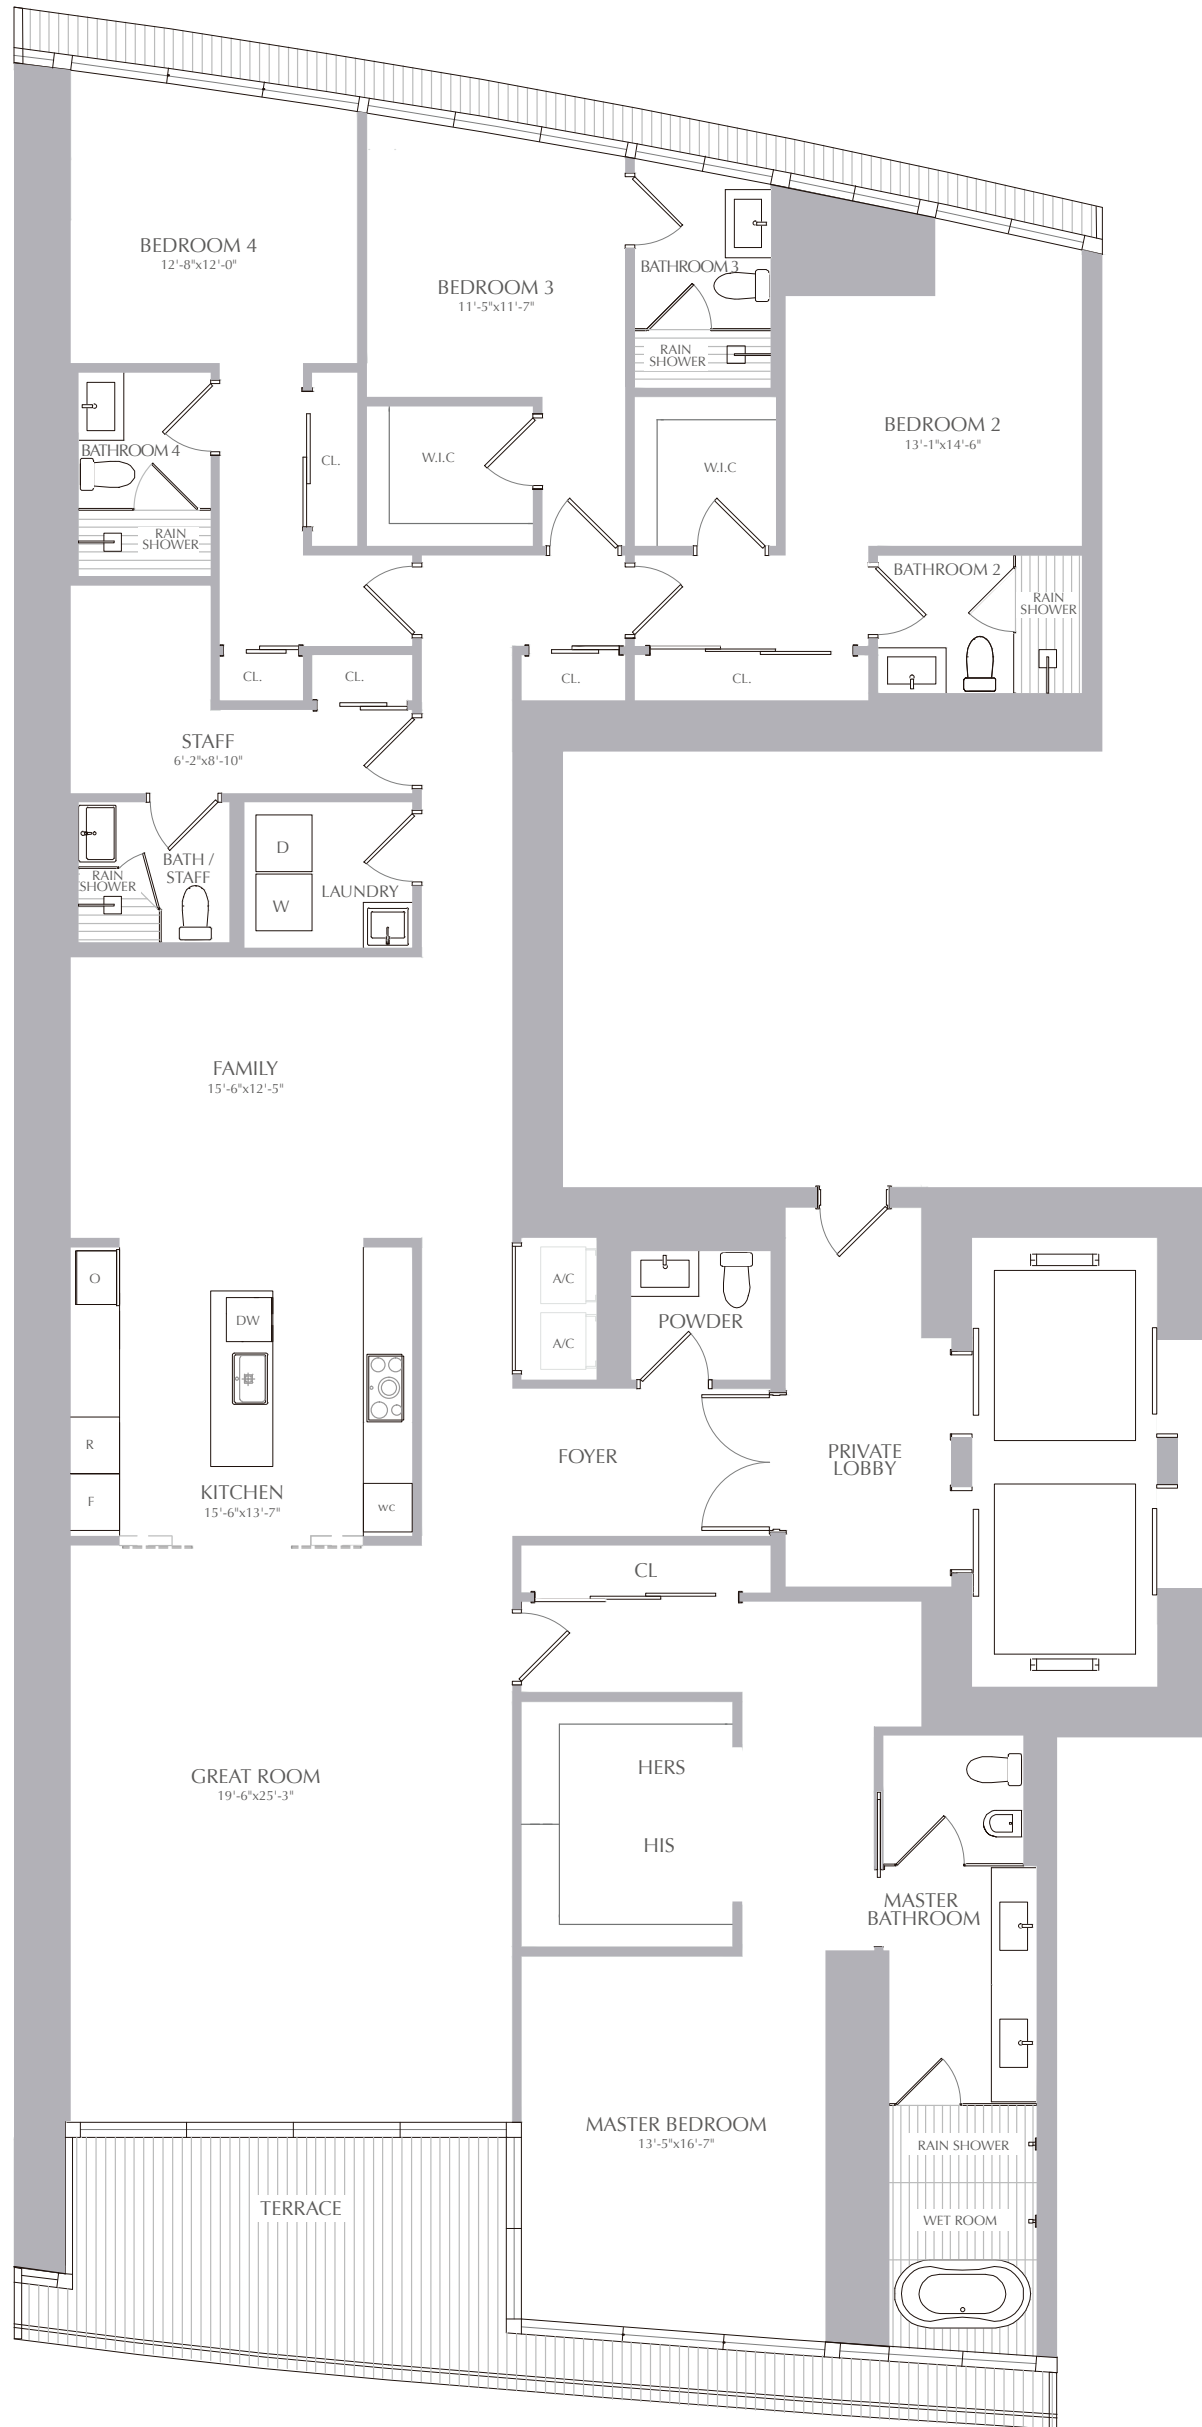 BEDROOM 4
12'-8"x12'-0"
BEDROOM 3
11'-5"x11'-7"
BATHROOM 3
RAIN
SHOWER
BEDROOM 2
13'-1"x14'-6"
BATHROOM 4
RAIN
SHOWER
CL.
W.I.C
W.I.C
BATHROOM 2
RAIN
SHOWER
CL.
CL.
CL.
CL.
STAFF
6'-2"x8'-10"
BATH /
STAFF
RAIN
SHOWER
D
W
LAUNDRY
FAMILY
15'-6"x12'-5"
O
DW
R
F
KITCHEN
15'-6"x13'-7"
wc
A/C
A/C
POWDER
FOYER
PRIVATE
LOBBY
CL
GREAT ROOM
19'-6"x25'-3"
HERS
HIS
MASTER
BATHROOM
MASTER BEDROOM
13'-5"x16'-7"
RAIN SHOWER
WET ROOM
TERRACE